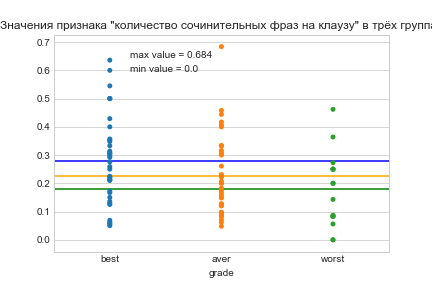 Значения признака "количество сочинительных фраз на клаузу" в трёх группа
0.7
max value = 0.684
min value = 0.0
0.6
0.5
0.4
0.3
0.2
0.1
0.0
best aver worst
grade